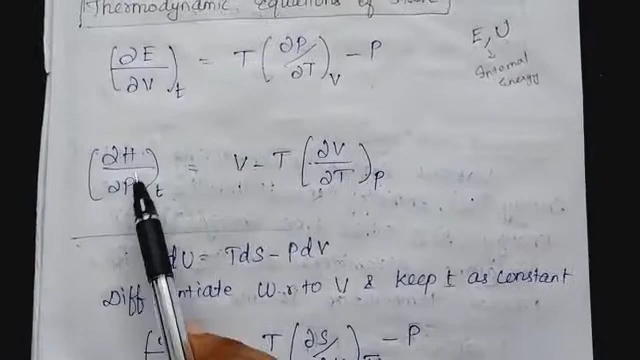 Thermodynamic equations of state
(∂E/∂V)t = T(∂P/∂T)V - P
E, U
Internal
Energy
(∂H/∂P)t = V - T(∂V/∂T)P
dU = TdS - PdV
Differentiate w.r to V & keep t as constant
T(∂S/ - P